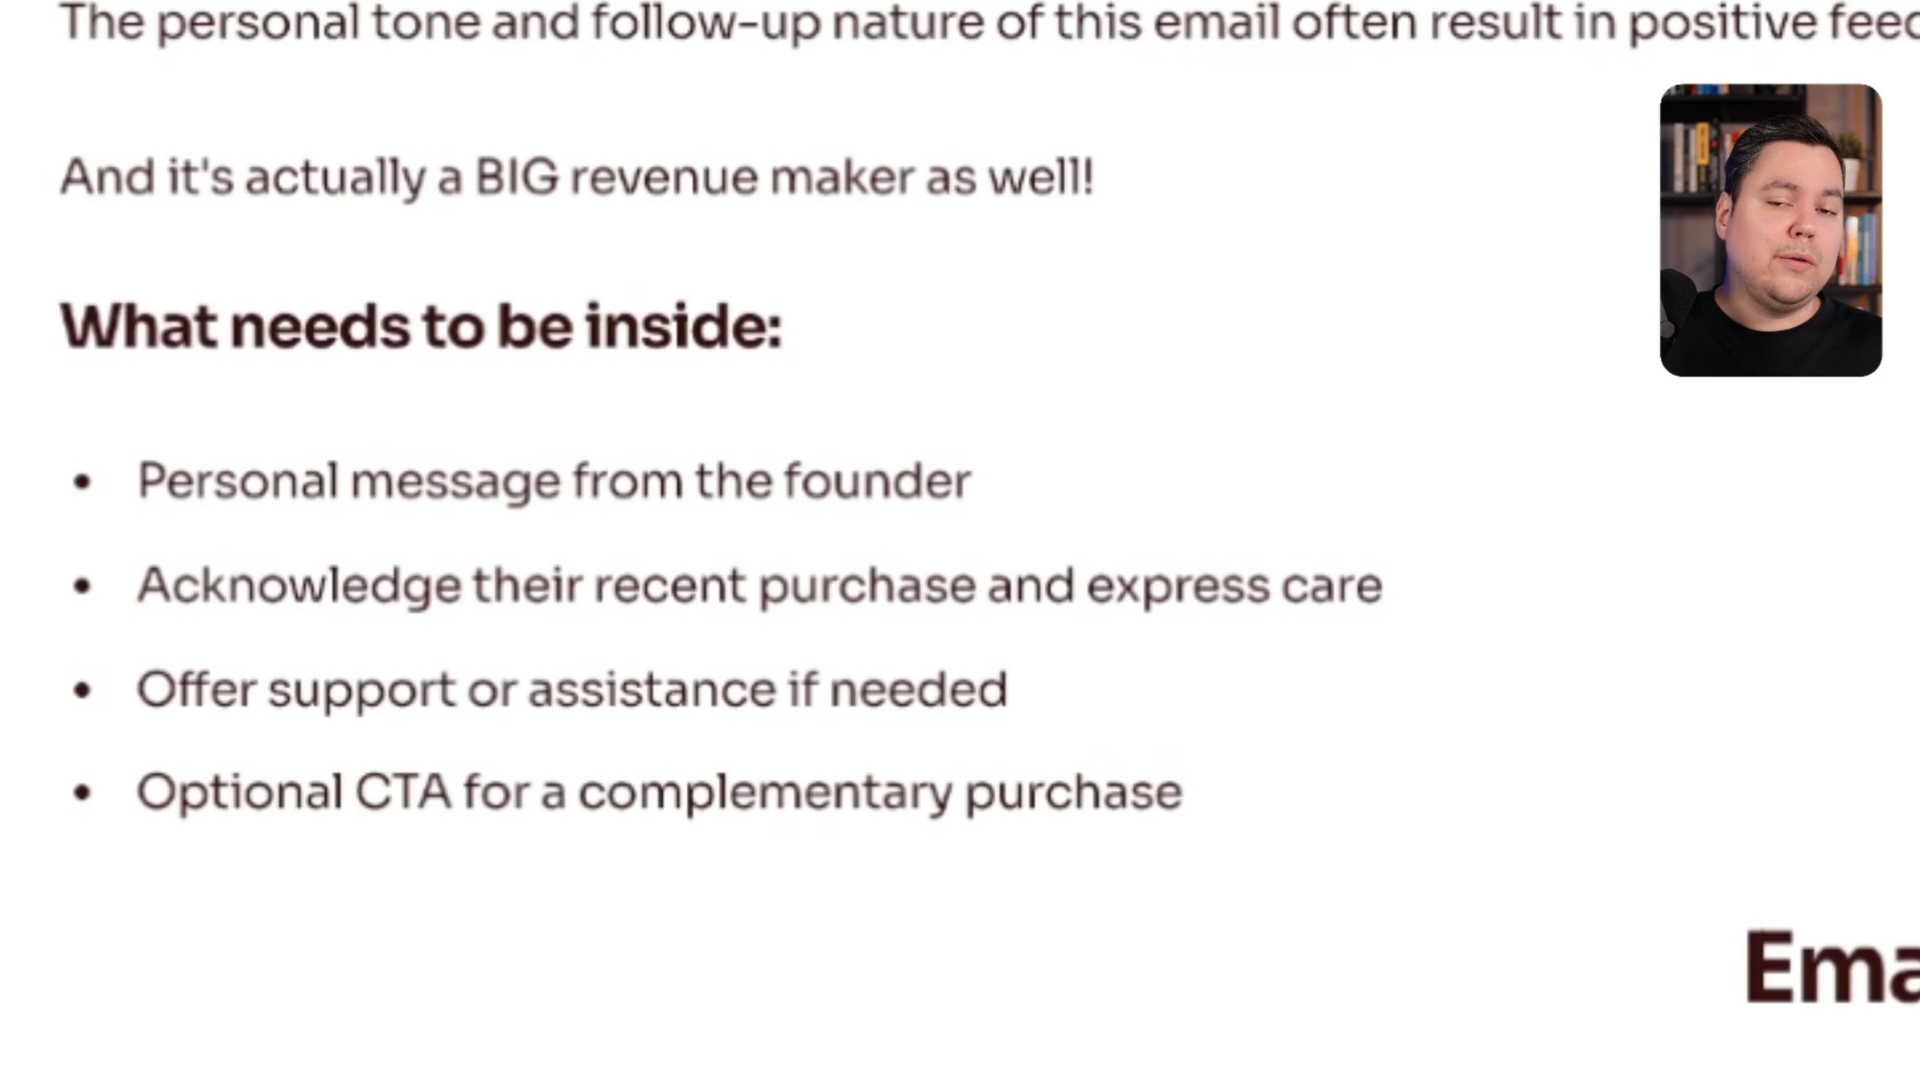 The personal tone and follow-up nature of this email often result in positive
And it's actually a BIG revenue maker as well!
What needs to be inside:
• Personal message from the founder
• Acknowledge their recent purchase and express care
• Offer support or assistance if needed
• Optional CTA for a complementary purchase